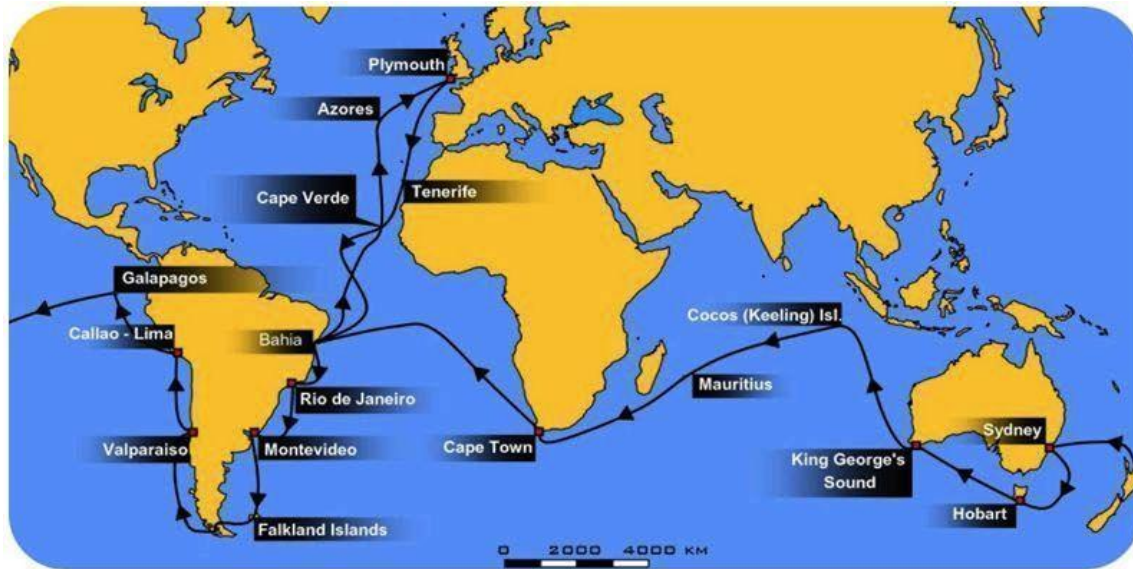 Plymouth
Azores
Cape Verde
Tenerife
Galapagos
Callao - Lima
Bahia
Cocos (Keeling) Isl.
Mauritius
Rio de Janeiro
Valparaiso
Montevideo
Cape Town
Sydney
King George's
Sound
Hobart
Falkland Islands
0 2000 4000 KM